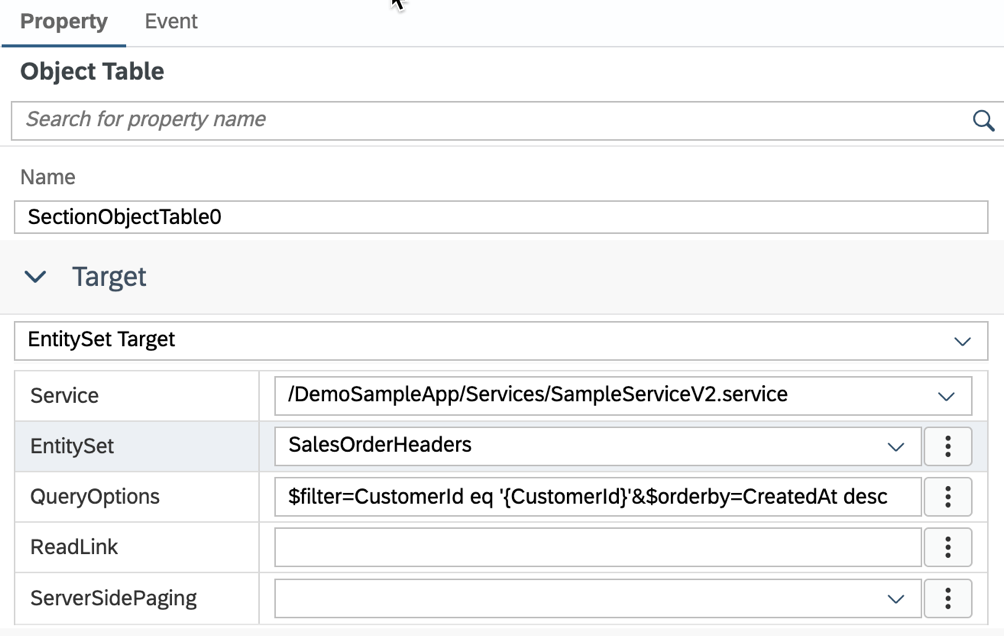 Property Event
Object Table
Search for property name
Name
SectionObjectTable0
Target
EntitySet Target
Service /DemoSampleApp/Services/SampleServiceV2.service
EntitySet SalesOrderHeaders
QueryOptions $filter=CustomerId eq '{CustomerId}'&$orderby=CreatedAt desc
ReadLink
ServerSidePaging